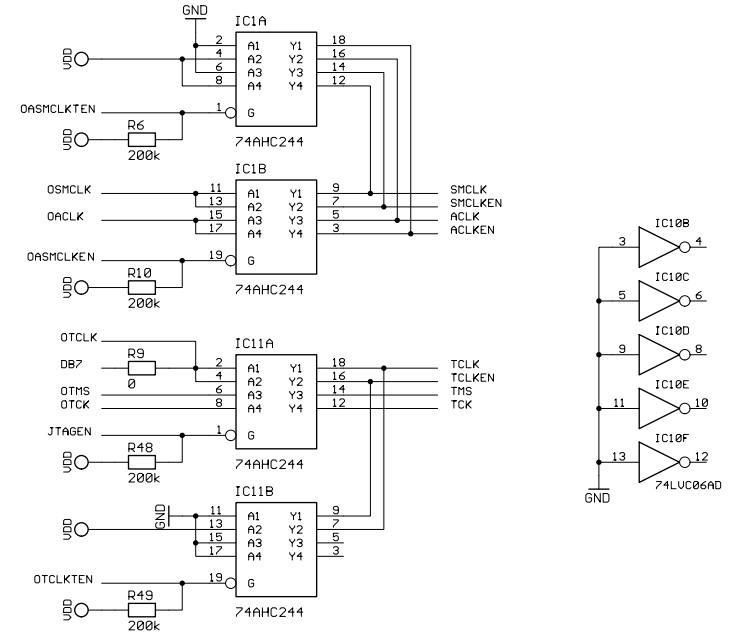 GND
IC1A
2 A1 Y1 18
VDD 4 A2 Y2 16
6 A3 Y3 14
8 A4 Y4 12
OASMCLKTEN 1 G
R6
VDD
200k
74AHC244
IC1B
OSMCLK 11 A1 Y1 9 SMCLK
13 A2 Y2 7 SMCLKEN
OACLK 15 A3 Y3 5 ACLK
17 A4 Y4 3 ACLKEN
OASMCLKEN 19 G
R10
VDD
200k
74AHC244
OTCLK
IC11A
R9
DB7 2 A1 Y1 18 TCLK
0 4 A2 Y2 16 TCLKEN
OTMS 6 A3 Y3 14 TMS
OTCK 8 A4 Y4 12 TCK
JTAGEN 1 G
R48
VDD
200k
74AHC244
IC11B
GND 11 A1 Y1 9
VDD 13 A2 Y2 7
15 A3 Y3 5
17 A4 Y4 3
OTCLKTEN 19 G
R49
VDD
200k
74AHC244
IC10B
3 4
IC10C
5 6
IC10D
9 8
IC10E
11 10
IC10F
13 12
74LVC06AD
GND